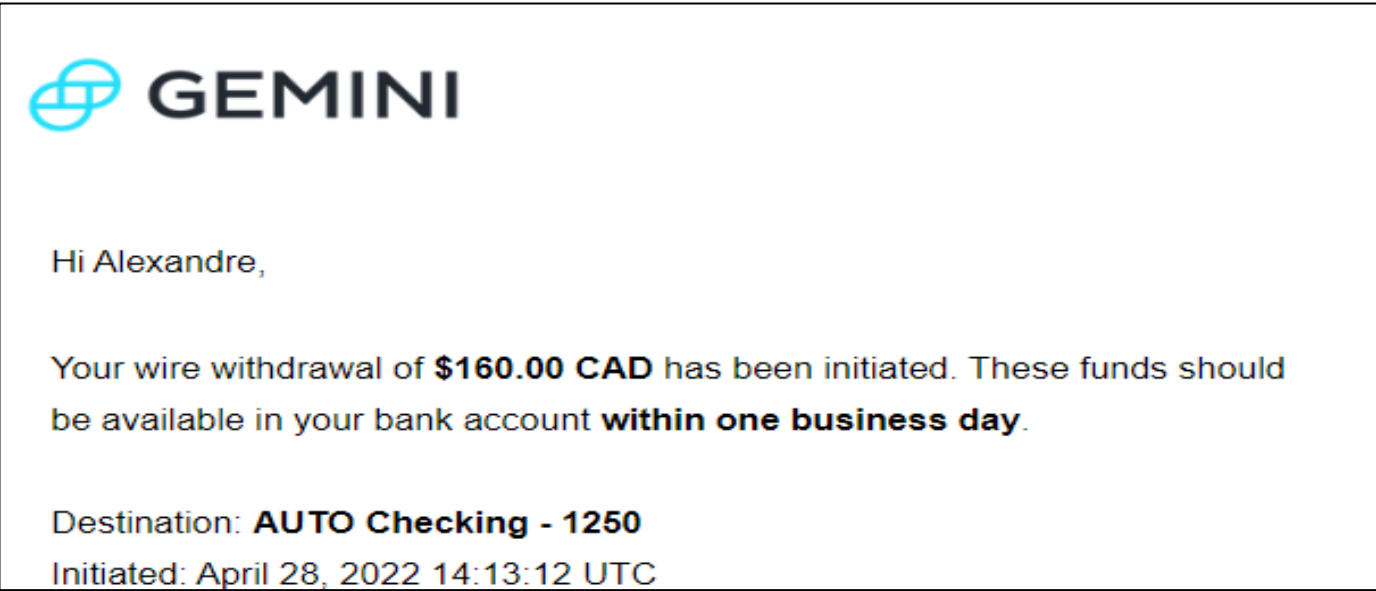 GEMINI
Hi Alexandre,
Your wire withdrawal of $160.00 CAD has been initiated. These funds should
be available in your bank account within one business day.
Destination: AUTO Checking - 1250
Initiated: April 28, 2022 14:13:12 UTC